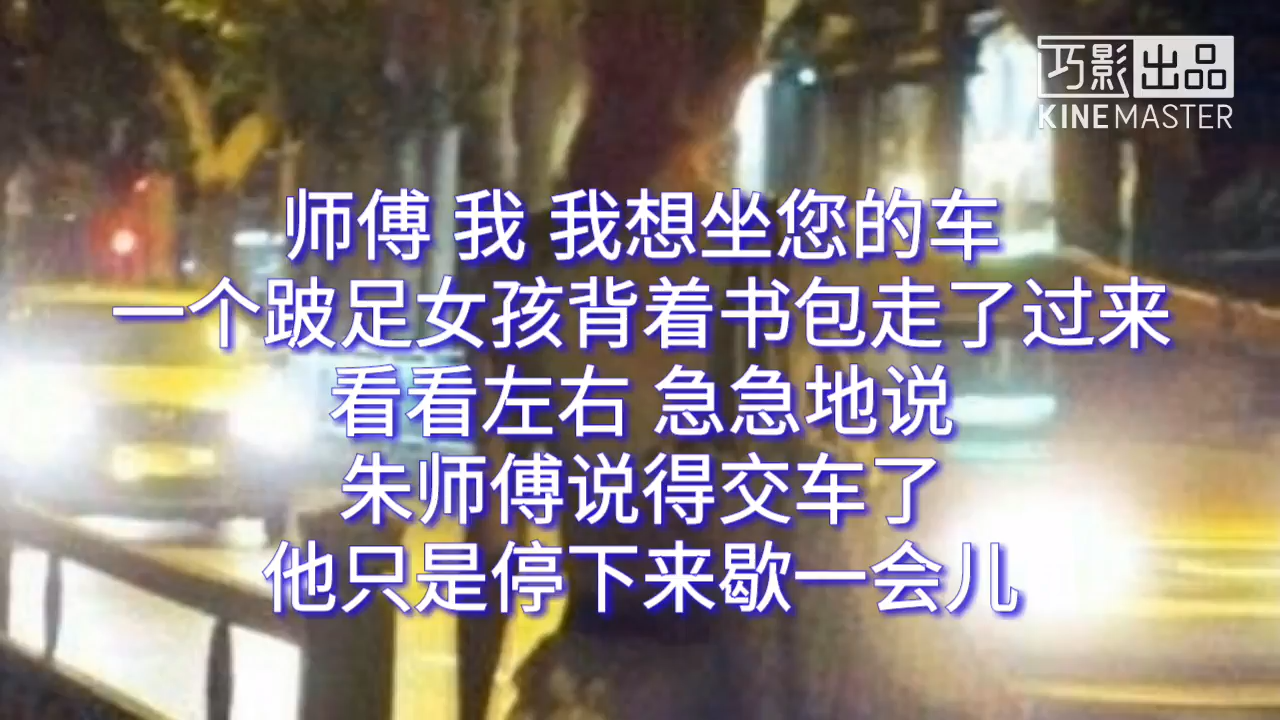 巧影出品
KINEMASTER
师傅 我 我想坐您的车
一个跛足女孩背着书包走了过来
看看左右 急急地说
朱师傅说得交车了
他只是停下来歇一会儿